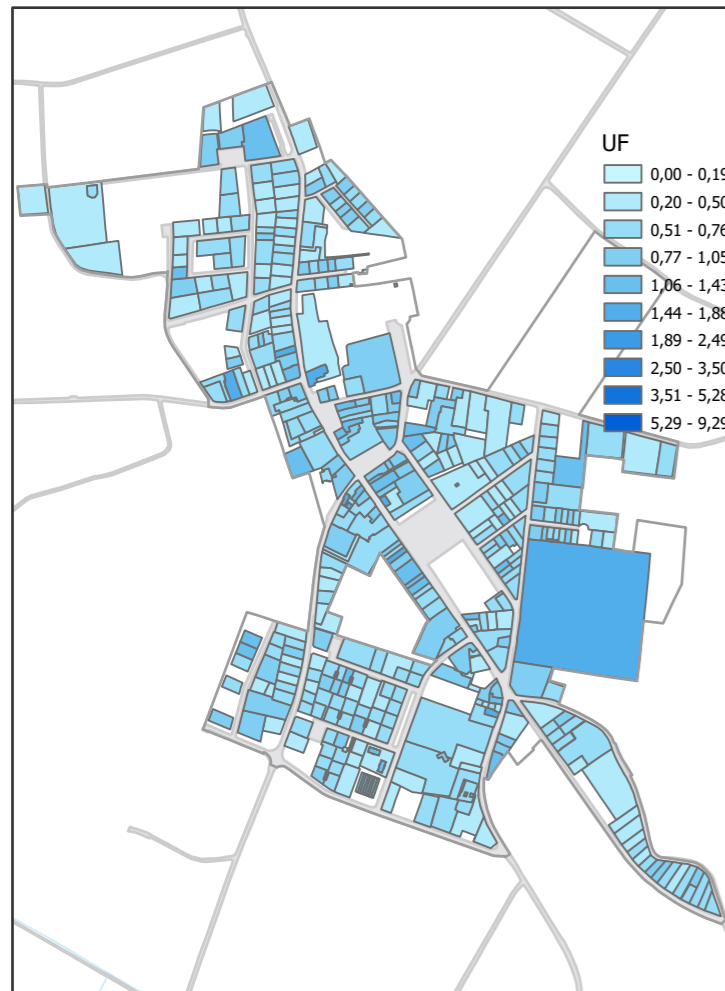 UF
0,00 - 0,19
0,20 - 0,50
0,51 - 0,76
0,77 - 1,05
1,06 - 1,43
1,44 - 1,88
1,89 - 2,49
2,50 - 3,50
3,51 - 5,28
5,29 - 9,29